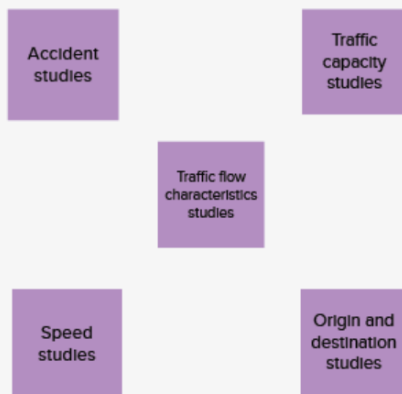 Accident
studies
Traffic
capacity
studies
Traffic flow
characteristics
studies
Speed
studies
Origin and
destination
studies